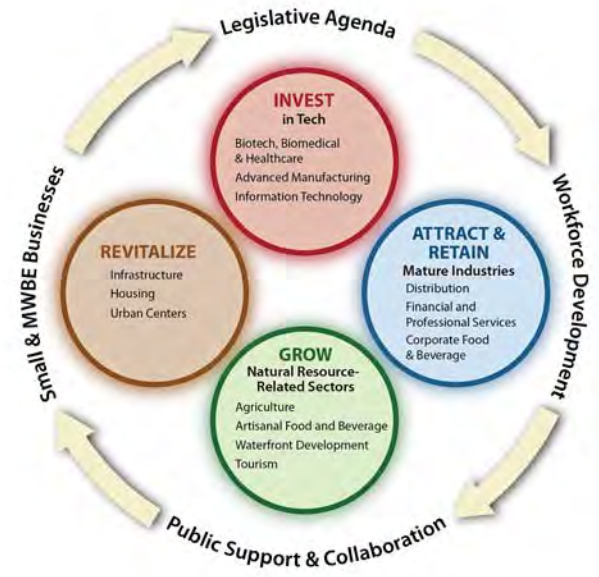 Legislative Agenda
INVEST
in Tech
Biotech, Biomedical
& Healthcare
Advanced Manufacturing
Information Technology
Workforce Development
ATTRACT &
RETAIN
Mature Industries
Distribution
Financial and
Professional Services
Corporate Food
& Beverage
GROW
Natural Resource-
Related Sectors
Agriculture
Artisanal Food and Beverage
Waterfront Development
Tourism
Public Support & Collaboration
REVITALIZE
Infrastructure
Housing
Urban Centers
Small & MWBE Businesses